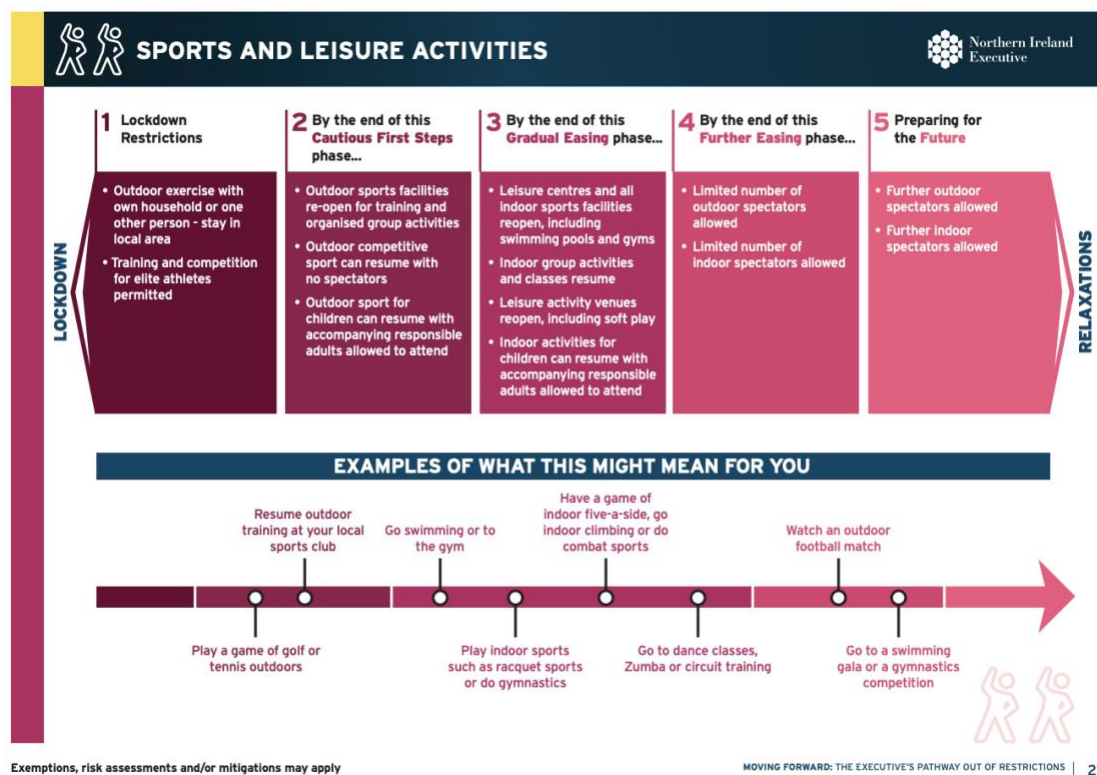 SPORTS AND LEISURE ACTIVITIES
Northern Ireland
Executive
LOCKDOWN
1 Lockdown
Restrictions
• Outdoor exercise with
own household or one
other person - stay in
local area
• Training and competition
for elite athletes
permitted
2 By the end of this
Cautious First Steps
phase...
• Outdoor sports facilities
re-open for training and
organised group activities
• Outdoor competitive
sport can resume with
no spectators
• Outdoor sport for
children can resume with
accompanying responsible
adults allowed to attend
3 By the end of this
Gradual Easing phase...
• Leisure centres and all
indoor sports facilities
reopen, including
swimming pools and gyms
• Indoor group activities
and classes resume
• Leisure activity venues
reopen, including soft play
• Indoor activities for
children can resume with
accompanying responsible
adults allowed to attend
4 By the end of this
Further Easing phase...
• Limited number of
outdoor spectators
allowed
• Limited number of
indoor spectators allowed
5 Preparing for
the Future
• Further outdoor
spectators allowed
• Further indoor
spectators allowed
RELAXATIONS
EXAMPLES OF WHAT THIS MIGHT MEAN FOR YOU
Play a game of golf or
tennis outdoors
Resume outdoor
training at your local
sports club
Go swimming or to
the gym
Play indoor sports
such as racquet sports
or do gymnastics
Have a game of
indoor five-a-side, go
indoor climbing or do
combat sports
Go to dance classes,
Zumba or circuit training
Watch an outdoor
football match
Go to a swimming
gala or a gymnastics
competition
Exemptions, risk assessments and/or mitigations may apply
MOVING FORWARD: THE EXECUTIVE'S PATHWAY OUT OF RESTRICTIONS | 2